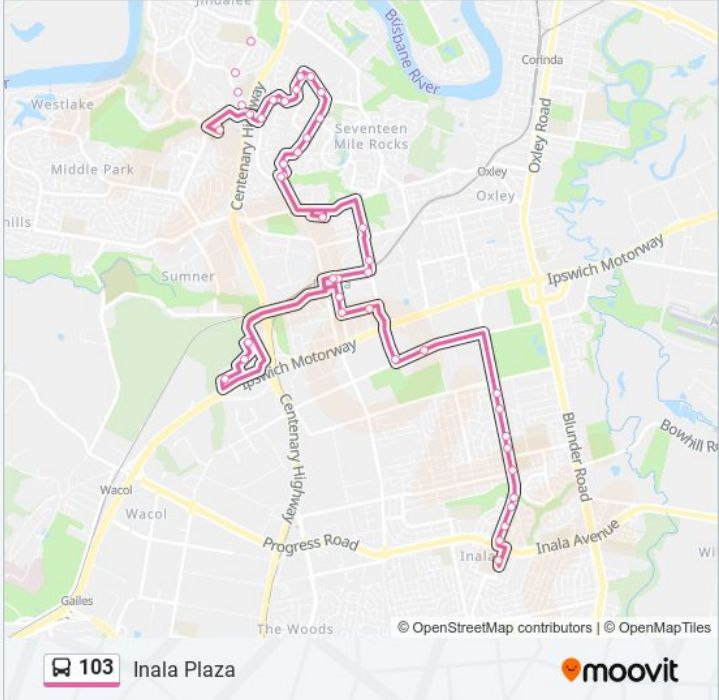 Jindalee
Brisbane
River
Corinda
Westlake
Centenary Highway
Seventeen
Mile Rocks
Oxley Road
Middle Park
Oxley
Oxley
hills
Ipswich Motorway
Sumner
Ipswich Motorway
Centenary Highway
Blunder Road
Bowhill R
Wacol
Wacol
Progress Road
Inala
Inala Avenue
Wi
Gailes
The Woods
© OpenStreetMap contributors | © OpenMapTiles
103 Inala Plaza
moovit